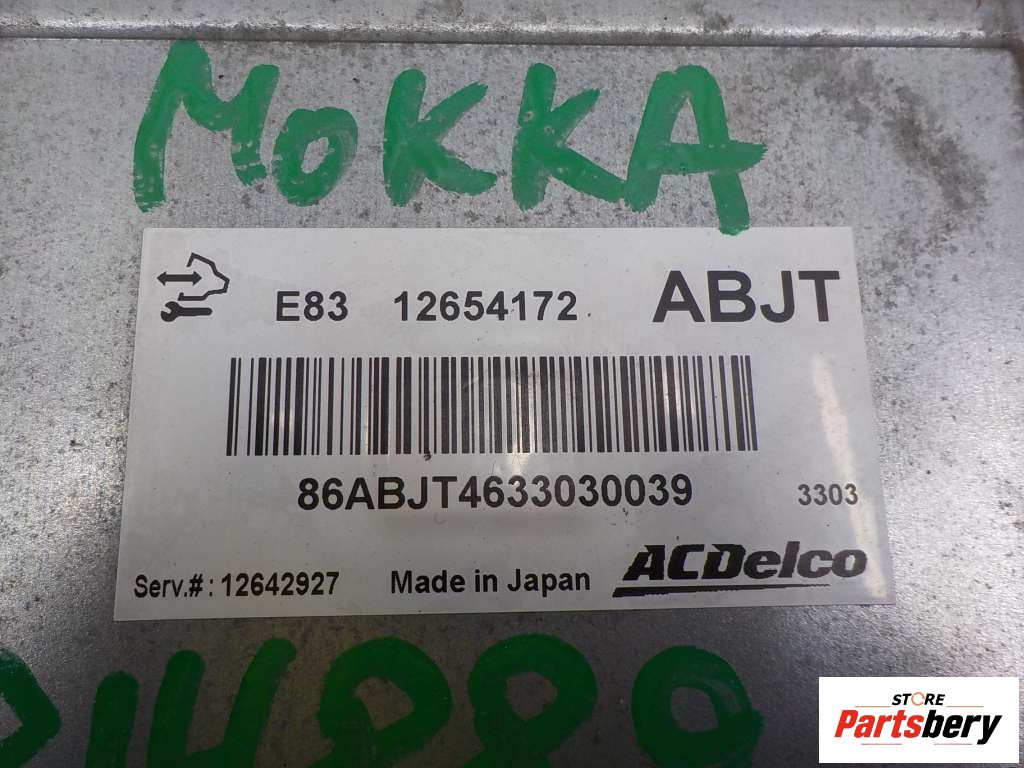 MOKKA
E83 12654172 ABJT
86ABJT4633030039 3303
Serv.#: 12642927 Made in Japan ACDelco
STORE
Partsbery